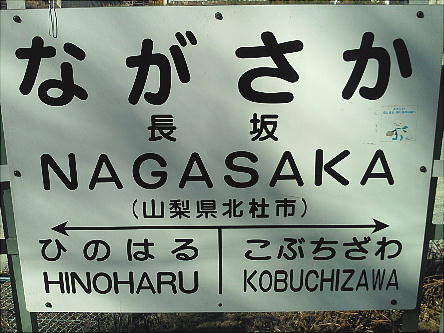 ながさか
長坂
NAGASAKA
(山梨県北杜市)
ひのはる こぶちざわ
HINOHARU KOBUCHIZAWA